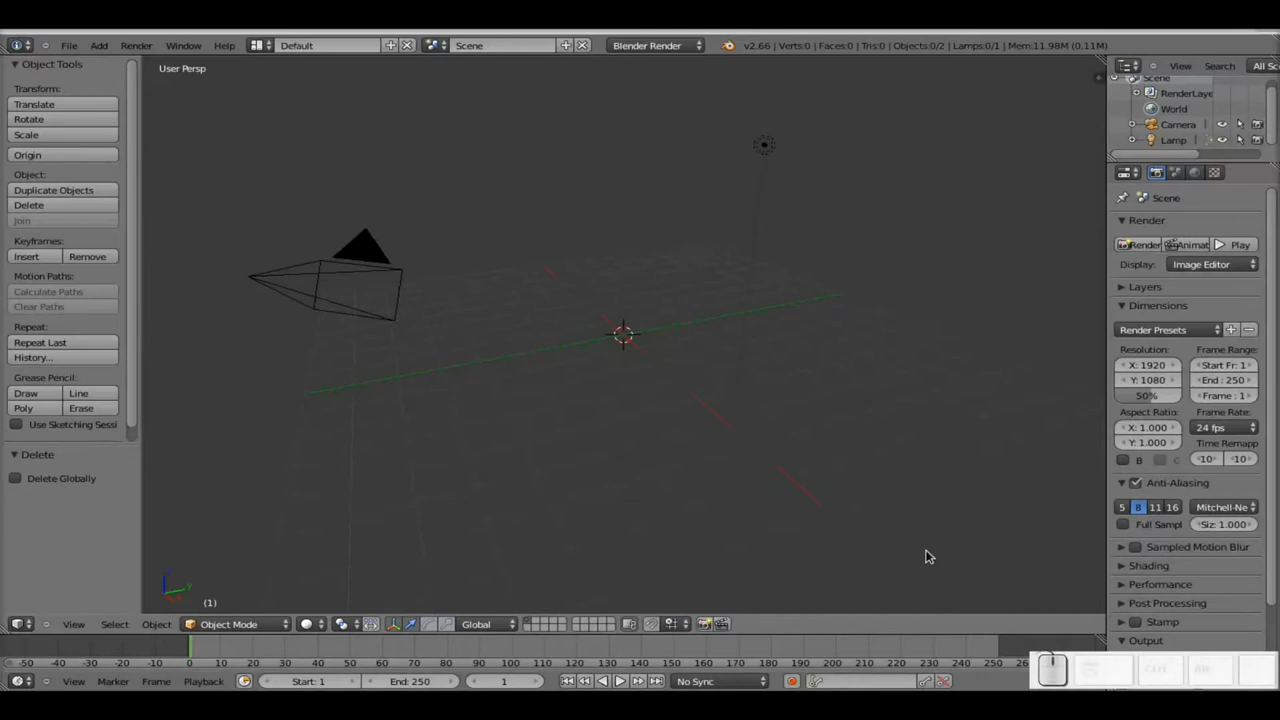 File Add Render Window Help Default Scene Blender Render v2.66 | Verts:0 | Faces:0 | Tris:0 | Objects:0/2 | Lamps:0/1 | Mem:11.98M (0.11M)
Object Tools
Transform:
Translate
Rotate
Scale
Origin
Object:
Duplicate Objects
Delete
Join
Keyframes:
Insert Remove
Motion Paths:
Calculate Paths
Clear Paths
Repeat:
Repeat Last
History...
Grease Pencil:
Draw Line
Poly Erase
Use Sketching Sessi
Delete
Delete Globally
User Persp
(1)
View Search All Sc
Scene
RenderLaye
World
Camera
Lamp
Scene
Render
Render Animat Play
Display: Image Editor
Layers
Dimensions
Render Presets
Resolution: Frame Range:
X: 1920 Start Fr: 1
Y: 1080 End : 250
50% Frame : 1
Aspect Ratio: Frame Rate:
X: 1.000 24 fps
Y: 1.000 Time Remapp
B C 10 10
Anti-Aliasing
5 8 11 16 Mitchell-Ne
Full Sampl Siz: 1.000
Sampled Motion Blur
Shading
Performance
Post Processing
Stamp
Output
View Select Object Object Mode Global
-50 -40 -30 -20 -10 0 10 20 30 40 50 60 70 80 90 100 110 120 130 140 150 160 170 180 190 200 210 220 230 240 250 260
View Marker Frame Playback Start: 1 End: 250 1 No Sync
Ctrl Alt